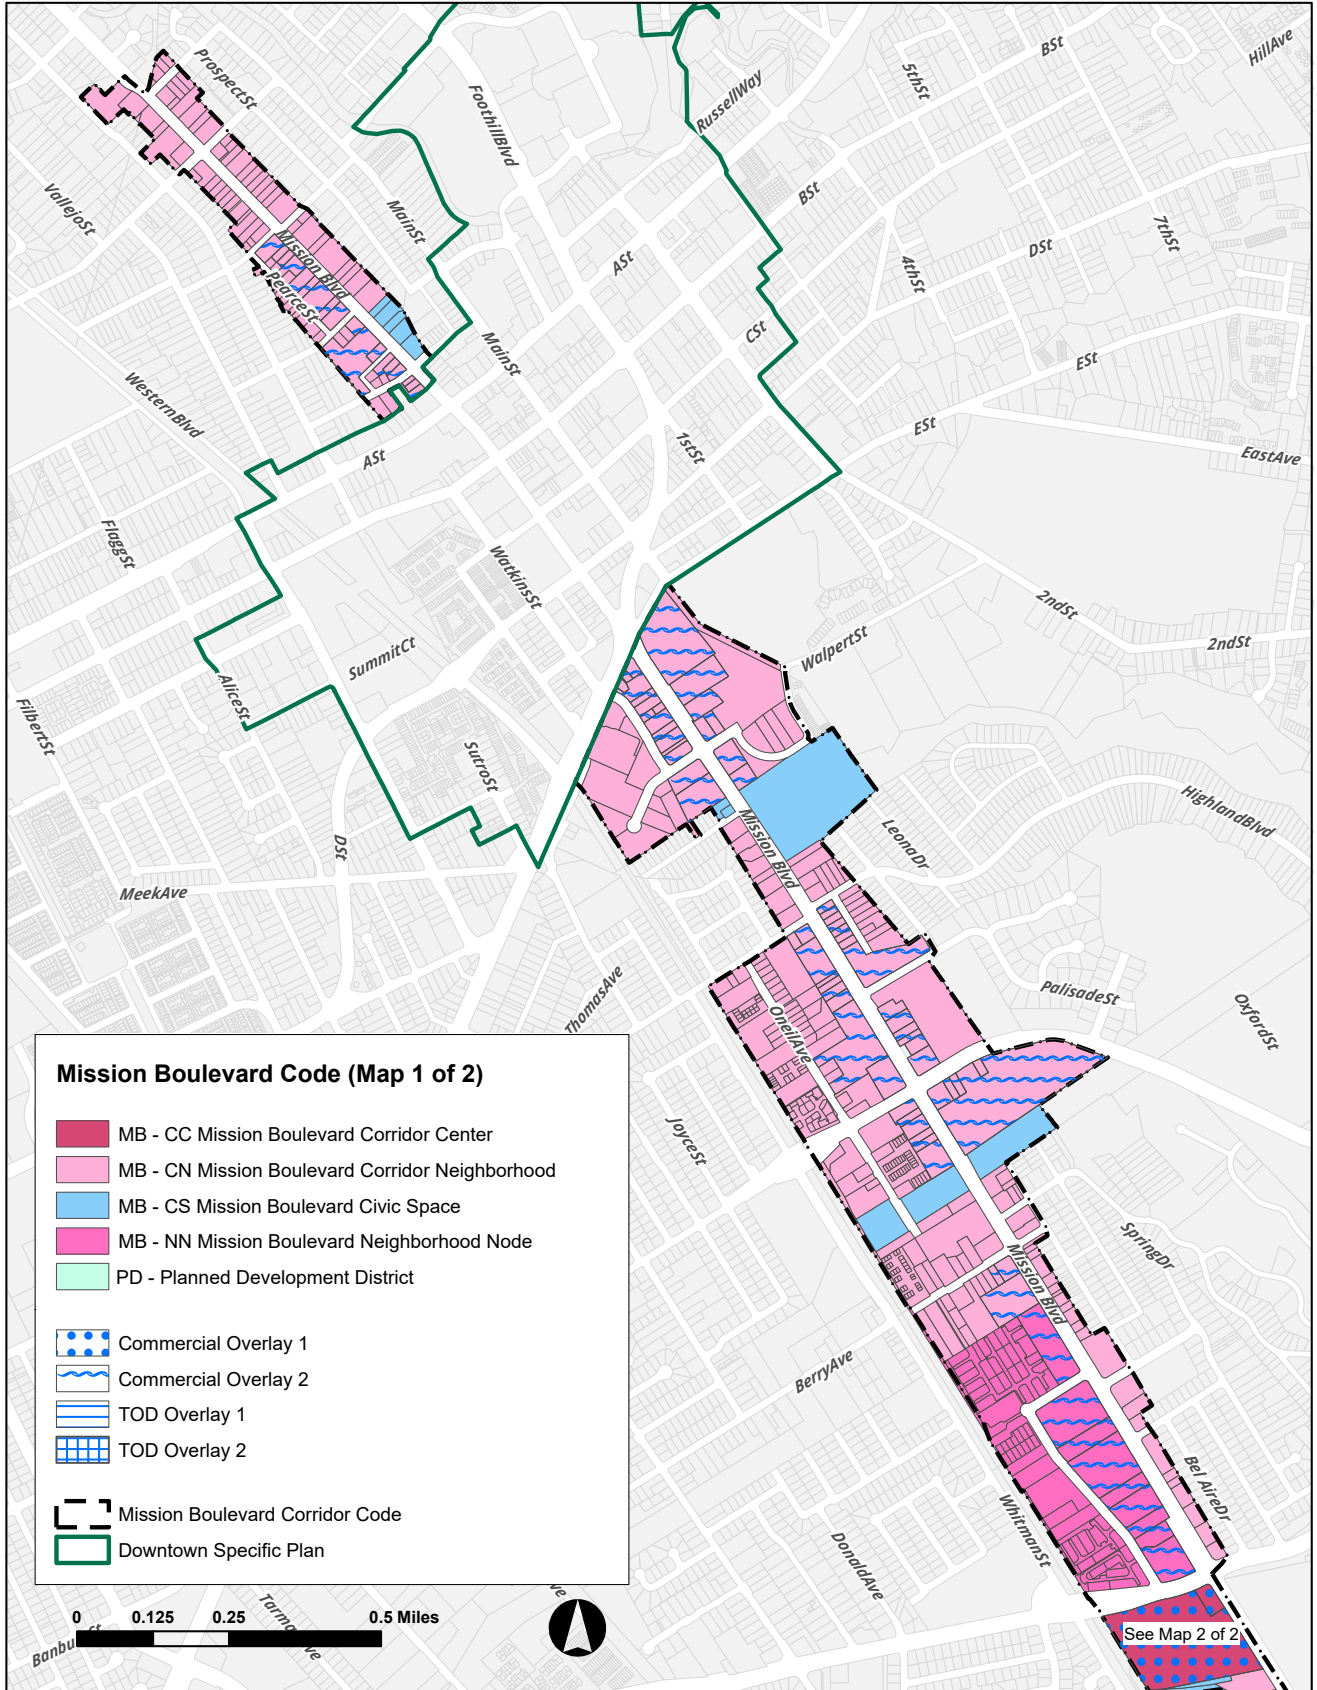 ProspectSt
FoothillBlvd
RussellWay
5thSt
BSt
HillAve
VallejoSt
MainSt
BSt
7thSt
DSt
4thSt
ASt
Mission Blvd
PearceSt
CSt
MainSt
ESt
WesternBlvd
ESt
1stSt
EastAve
ASt
FlaggSt
WatkinsSt
2ndSt
2ndSt
WalpertSt
SummitCt
AliceSt
FilbertSt
SutroSt
HighlandBlvd
LeonaDr
Mission Blvd
DSt
MeekAve
PalisadeSt
ThomasAve
OxfordSt
OneilAve
JoyceSt
SpringDr
Mission Blvd
BerryAve
Bel AireDr
WhitmanSt
DonaldAve
Mission Boulevard Code (Map 1 of 2)
MB - CC Mission Boulevard Corridor Center
MB - CN Mission Boulevard Corridor Neighborhood
MB - CS Mission Boulevard Civic Space
MB - NN Mission Boulevard Neighborhood Node
PD - Planned Development District
Commercial Overlay 1
Commercial Overlay 2
TOD Overlay 1
TOD Overlay 2
Mission Boulevard Corridor Code
Downtown Specific Plan
0 0.125 0.25 0.5 Miles
See Map 2 of 2